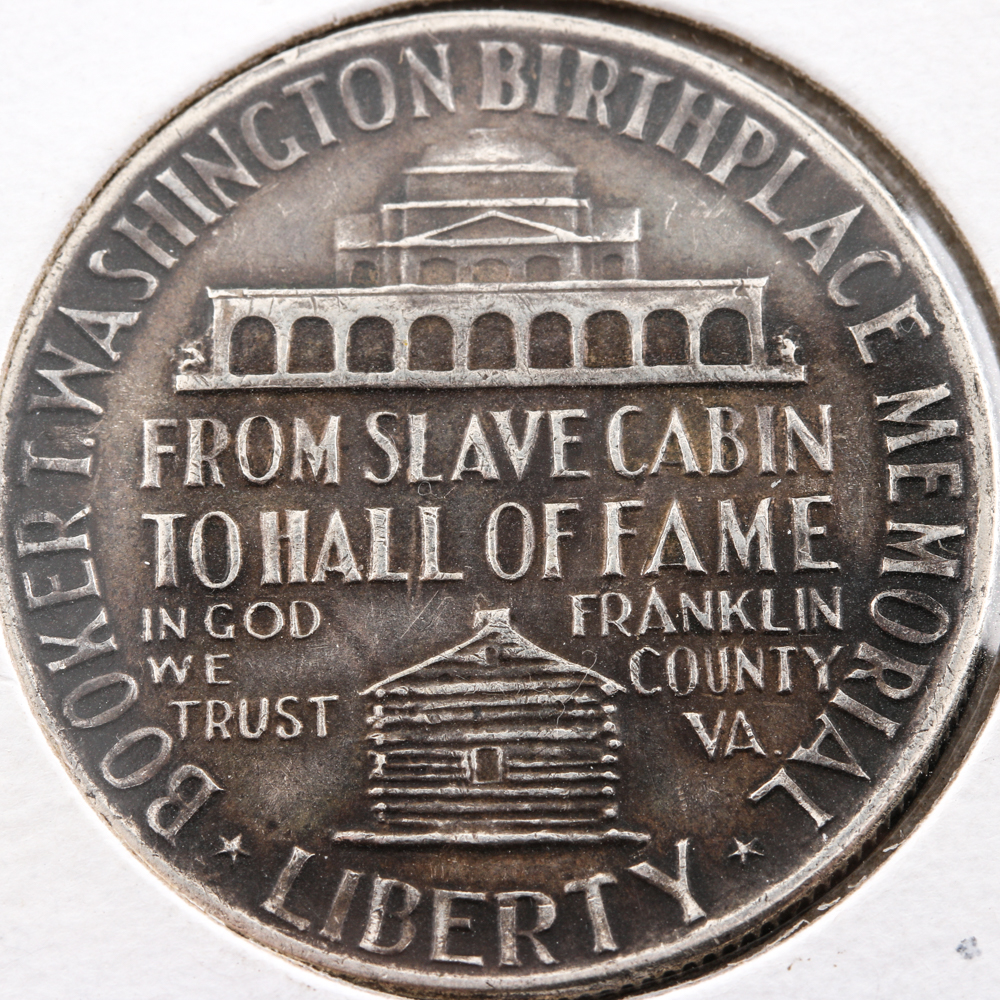 BOOKER T. WASHINGTON BIRTHPLACE MEMORIAL
FROM SLAVE CABIN
TO HALL OF FAME
IN GOD
WE
TRUST
FRANKLIN
COUNTY
VA.
LIBERTY